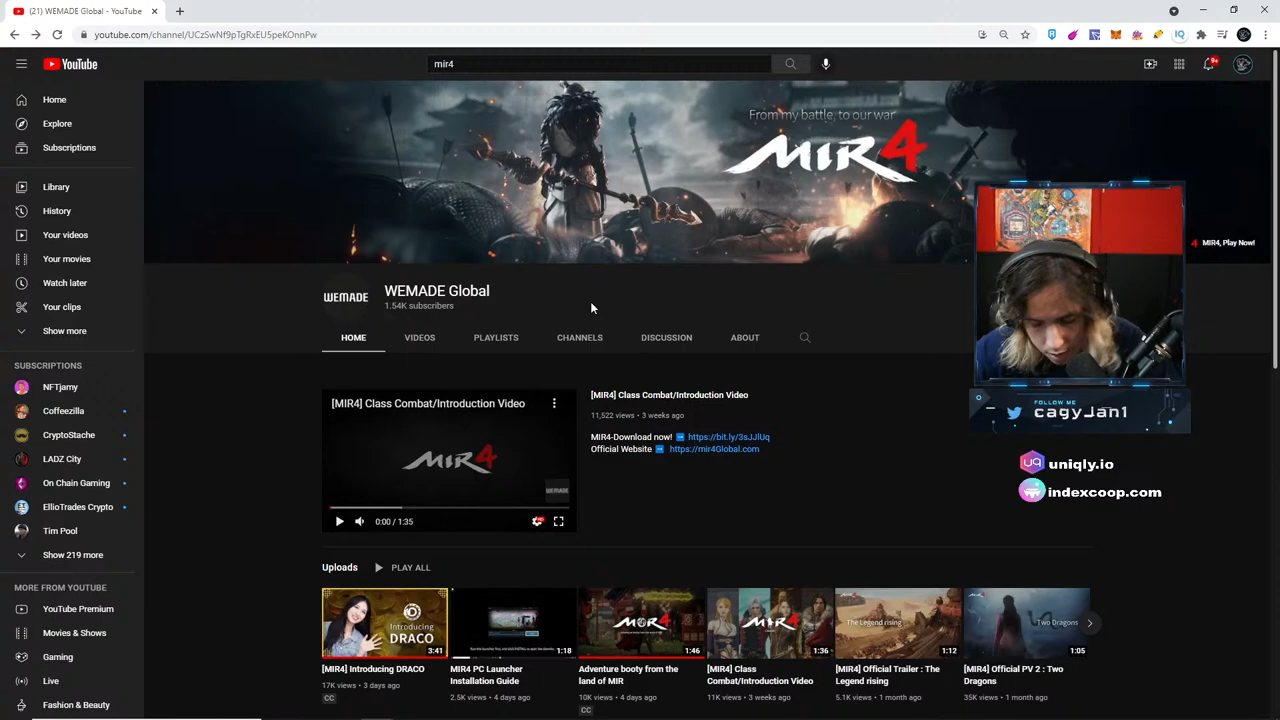 (21) WEMADE Global - YouTube
youtube.com/channel/UCzSwNf9pTgRxEU5peKOnnPw
YouTube
mir4
9+
Home
Explore
Subscriptions
Library
History
Your videos
Your movies
Watch later
Your clips
Show more
SUBSCRIPTIONS
NFTjamy
Coffeezilla
CryptoStache
LADZ City
On Chain Gaming
EllioTrades Crypto
Tim Pool
Show 219 more
MORE FROM YOUTUBE
YouTube Premium
Movies & Shows
Gaming
Live
Fashion & Beauty
From my battle, to our war
MIR4
4 MIR4, Play Now!
WEMADE
WEMADE Global
1.54K subscribers
HOME
VIDEOS
PLAYLISTS
CHANNELS
DISCUSSION
ABOUT
[MIR4] Class Combat/Introduction Video
MIR4
WEMADE
0:00 / 1:35
[MIR4] Class Combat/Introduction Video
11,522 views • 3 weeks ago
MIR4-Download now! https://bit.ly/3sJJlUq
Official Website https://mir4Global.com
FOLLOW ME
cagyJan1
uq uniqly.io
indexcoop.com
Uploads
PLAY ALL
Introducing
DRACO
3:41
[MIR4] Introducing DRACO
17K views • 3 days ago
CC
1:18
MIR4 PC Launcher
Installation Guide
2.5K views • 4 days ago
MIR4
1:46
Adventure booty from the
land of MIR
10K views • 4 days ago
CC
MIR4
1:36
[MIR4] Class
Combat/Introduction Video
11K views • 3 weeks ago
The Legend rising
1:12
[MIR4] Official Trailer : The
Legend rising
5.1K views • 1 month ago
Two Dragons
1:05
[MIR4] Official PV 2 : Two
Dragons
35K views • 1 month ago